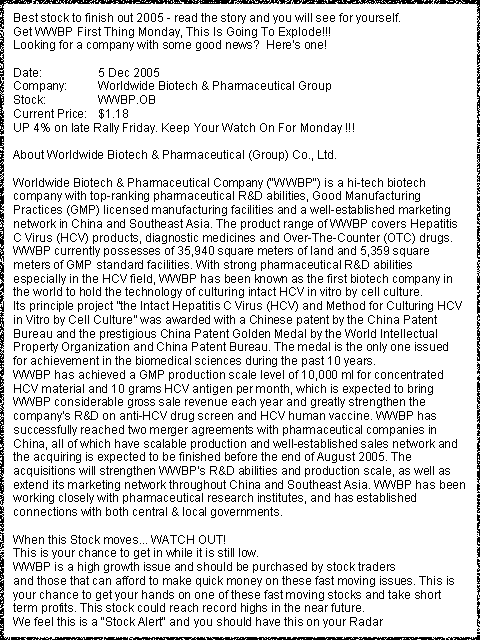 Best stock to finish out 2005 - read the story and you will see for yourself.
Get WWBP First Thing Monday, This Is Going To Explode!!!
Looking for a company with some good news?  Here's one!
Date: 5 Dec 2005
Company: Worldwide Biotech & Pharmaceutical Group
Stock: WWBP.OB
Current Price: $1.18
UP 4% on late Rally Friday. Keep Your Watch On For Monday !!!
About Worldwide Biotech & Pharmaceutical (Group) Co., Ltd.
Worldwide Biotech & Pharmaceutical Company ("WWBP") is a hi-tech biotech
company with top-ranking pharmaceutical R&D abilities, Good Manufacturing
Practices (GMP) licensed manufacturing facilities and a well-established marketing
network in China and Southeast Asia. The product range of WWBP covers Hepatitis
C Virus (HCV) products, diagnostic medicines and Over-The-Counter (OTC) drugs.
WWBP currently possesses of 35,940 square meters of land and 5,359 square
meters of GMP standard facilities. With strong pharmaceutical R&D abilities
especially in the HCV field, WWBP has been known as the first biotech company in
the world to hold the technology of culturing intact HCV in vitro by cell culture.
Its principle project "the Intact Hepatitis C Virus (HCV) and Method for Culturing HCV
in Vitro by Cell Culture" was awarded with a Chinese patent by the China Patent
Bureau and the prestigious China Patent Golden Medal by the World Intellectual
Property Organization and China Patent Bureau. The medal is the only one issued
for achievement in the biomedical sciences during the past 10 years.
WWBP has achieved a GMP production scale level of 10,000 ml for concentrated
HCV material and 10 grams HCV antigen per month, which is expected to bring
WWBP considerable gross sale revenue each year and greatly strengthen the
company's R&D on anti-HCV drug screen and HCV human vaccine. WWBP has
successfully reached two merger agreements with pharmaceutical companies in
China, all of which have scalable production and well-established sales network and
the acquiring is expected to be finished before the end of August 2005. The
acquisitions will strengthen WWBP's R&D abilities and production scale, as well as
extend its marketing network throughout China and Southeast Asia. WWBP has been
working closely with pharmaceutical research institutes, and has established
connections with both central & local governments.
When this Stock moves... WATCH OUT!
This is your chance to get in while it is still low.
WWBP is a high growth issue and should be purchased by stock traders
and those that can afford to make quick money on these fast moving issues. This is
your chance to get your hands on one of these fast moving stocks and take short
term profits. This stock could reach record highs in the near future.
We feel this is a "Stock Alert" and you should have this on your Radar